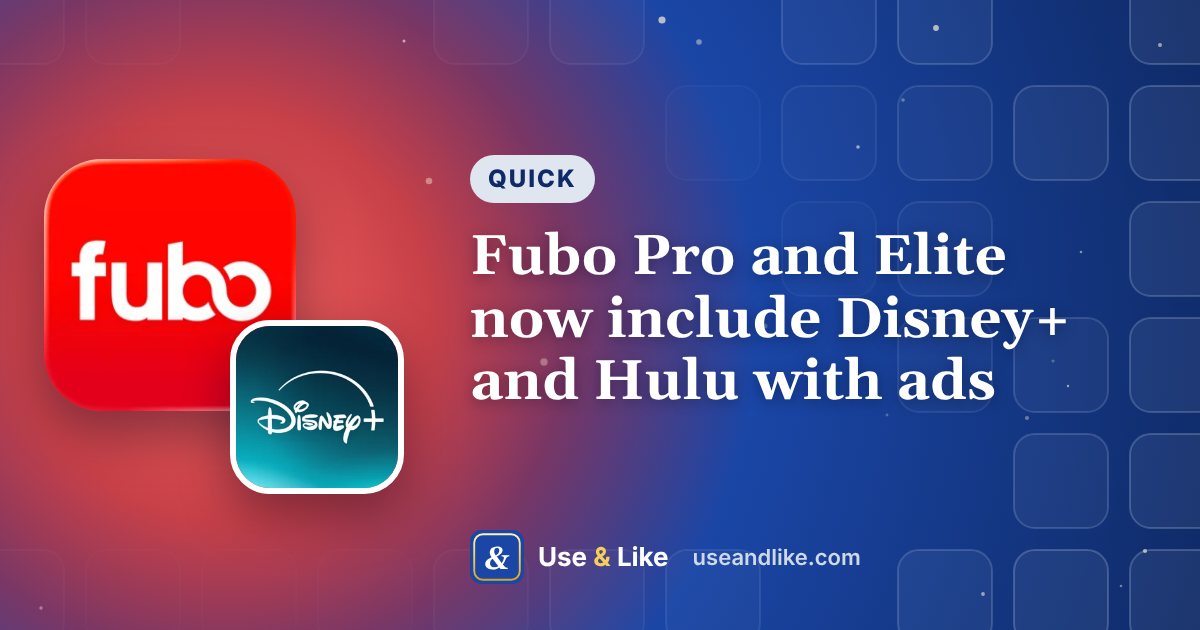 fubo
Disney+
QUICK
Fubo Pro and Elite
now include Disney+
and Hulu with ads
&
Use & Like
useandlike.com